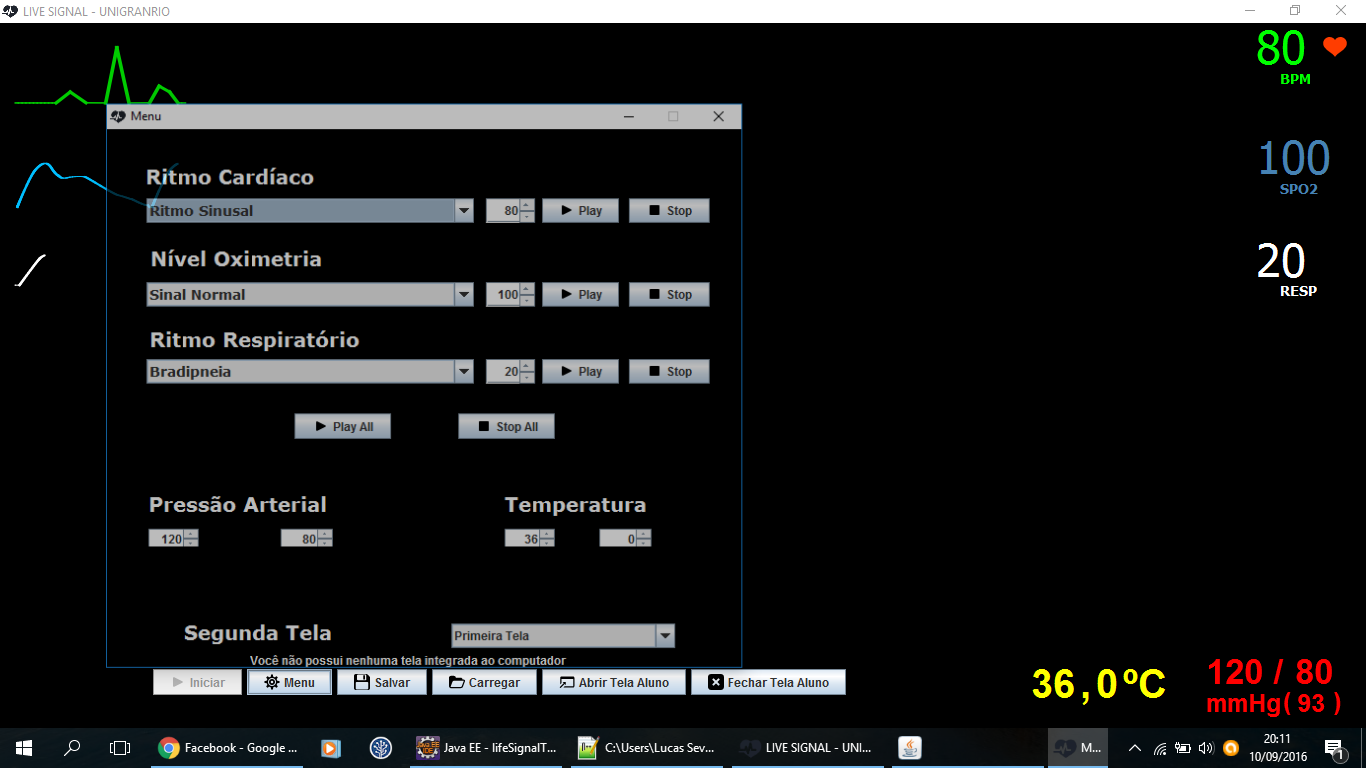 LIVE SIGNAL - UNIGRANRIO
80
BPM
100
SPO2
20
RESP
Menu
Ritmo Cardíaco
Ritmo Sinusal 80 Play Stop
Nível Oximetria
Sinal Normal 100 Play Stop
Ritmo Respiratório
Bradipneia 20 Play Stop
Play All Stop All
Pressão Arterial Temperatura
120 80 36 0
Segunda Tela Primeira Tela
Você não possui nenhuma tela integrada ao computador
Iniciar Menu Salvar Carregar Abrir Tela Aluno Fechar Tela Aluno
36,0ºC
120 / 80
mmHg( 93 )
Facebook - Google ... Java EE - lifeSignalT... C:\Users\Lucas Sev... LIVE SIGNAL - UNI... M...
20:11
10/09/2016
1